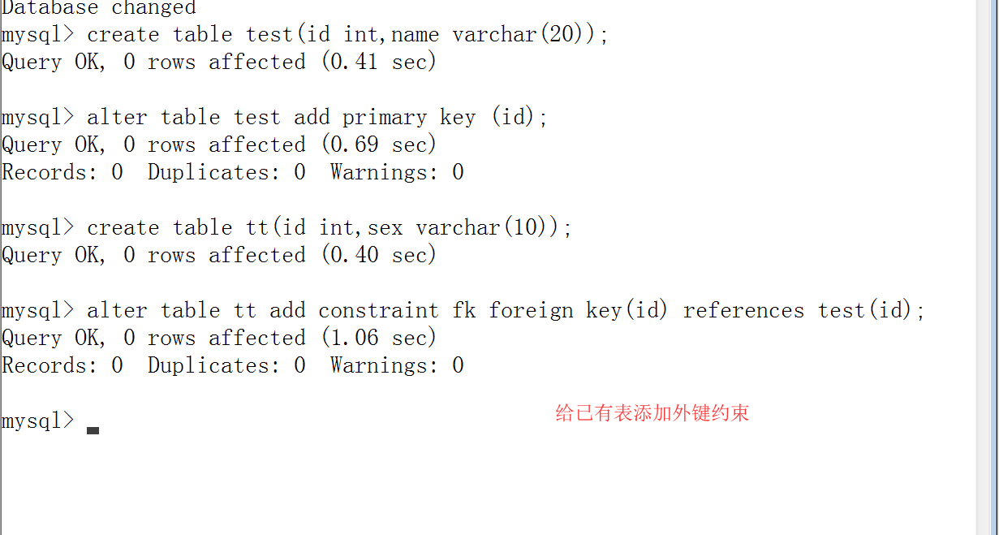 Database changed
mysql> create table test(id int,name varchar(20));
Query OK, 0 rows affected (0.41 sec)
mysql> alter table test add primary key (id);
Query OK, 0 rows affected (0.69 sec)
Records: 0  Duplicates: 0  Warnings: 0
mysql> create table tt(id int,sex varchar(10));
Query OK, 0 rows affected (0.40 sec)
mysql> alter table tt add constraint fk foreign key(id) references test(id);
Query OK, 0 rows affected (1.06 sec)
Records: 0  Duplicates: 0  Warnings: 0
给已有表添加外键约束
mysql>